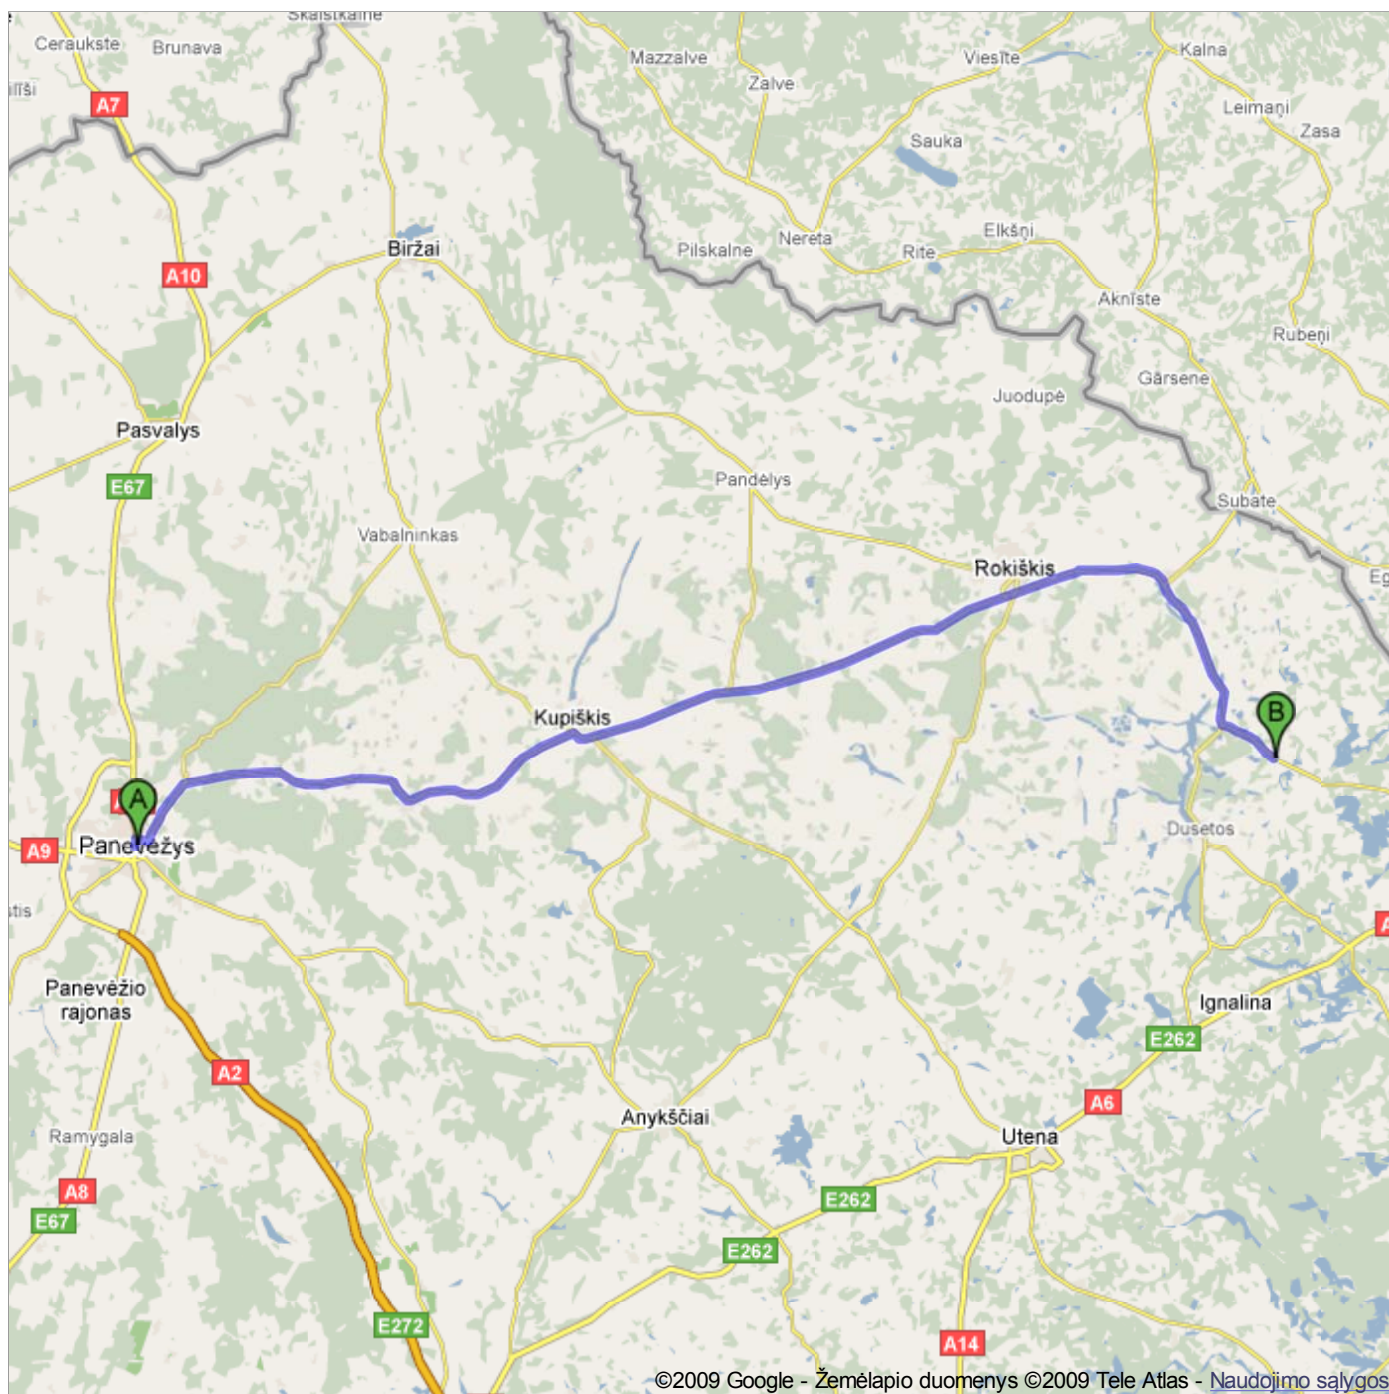 Skaistkalne
Ceraukste
Brunava
Mazzalve
Viesīte
Kalna
Zalve
A7
Leimaņi
Zasa
Sauka
Biržai
Pilskalne
Nereta
Rite
Elkšņi
A10
Aknīste
Rubeņi
Gārsene
Juodupė
Pasvalys
E67
Pandėlys
Subate
Vabalninkas
Rokiškis
Eg
Kupiškis
B
A
A9
Panevėžys
Dusetos
Panevėžio
rajonas
Ignalina
E262
A2
A6
Anykščiai
Ramygala
Utena
A8
E67
E262
E262
E272
A14
©2009 Google - Žemėlapio duomenys ©2009 Tele Atlas - Naudojimo sąlygos